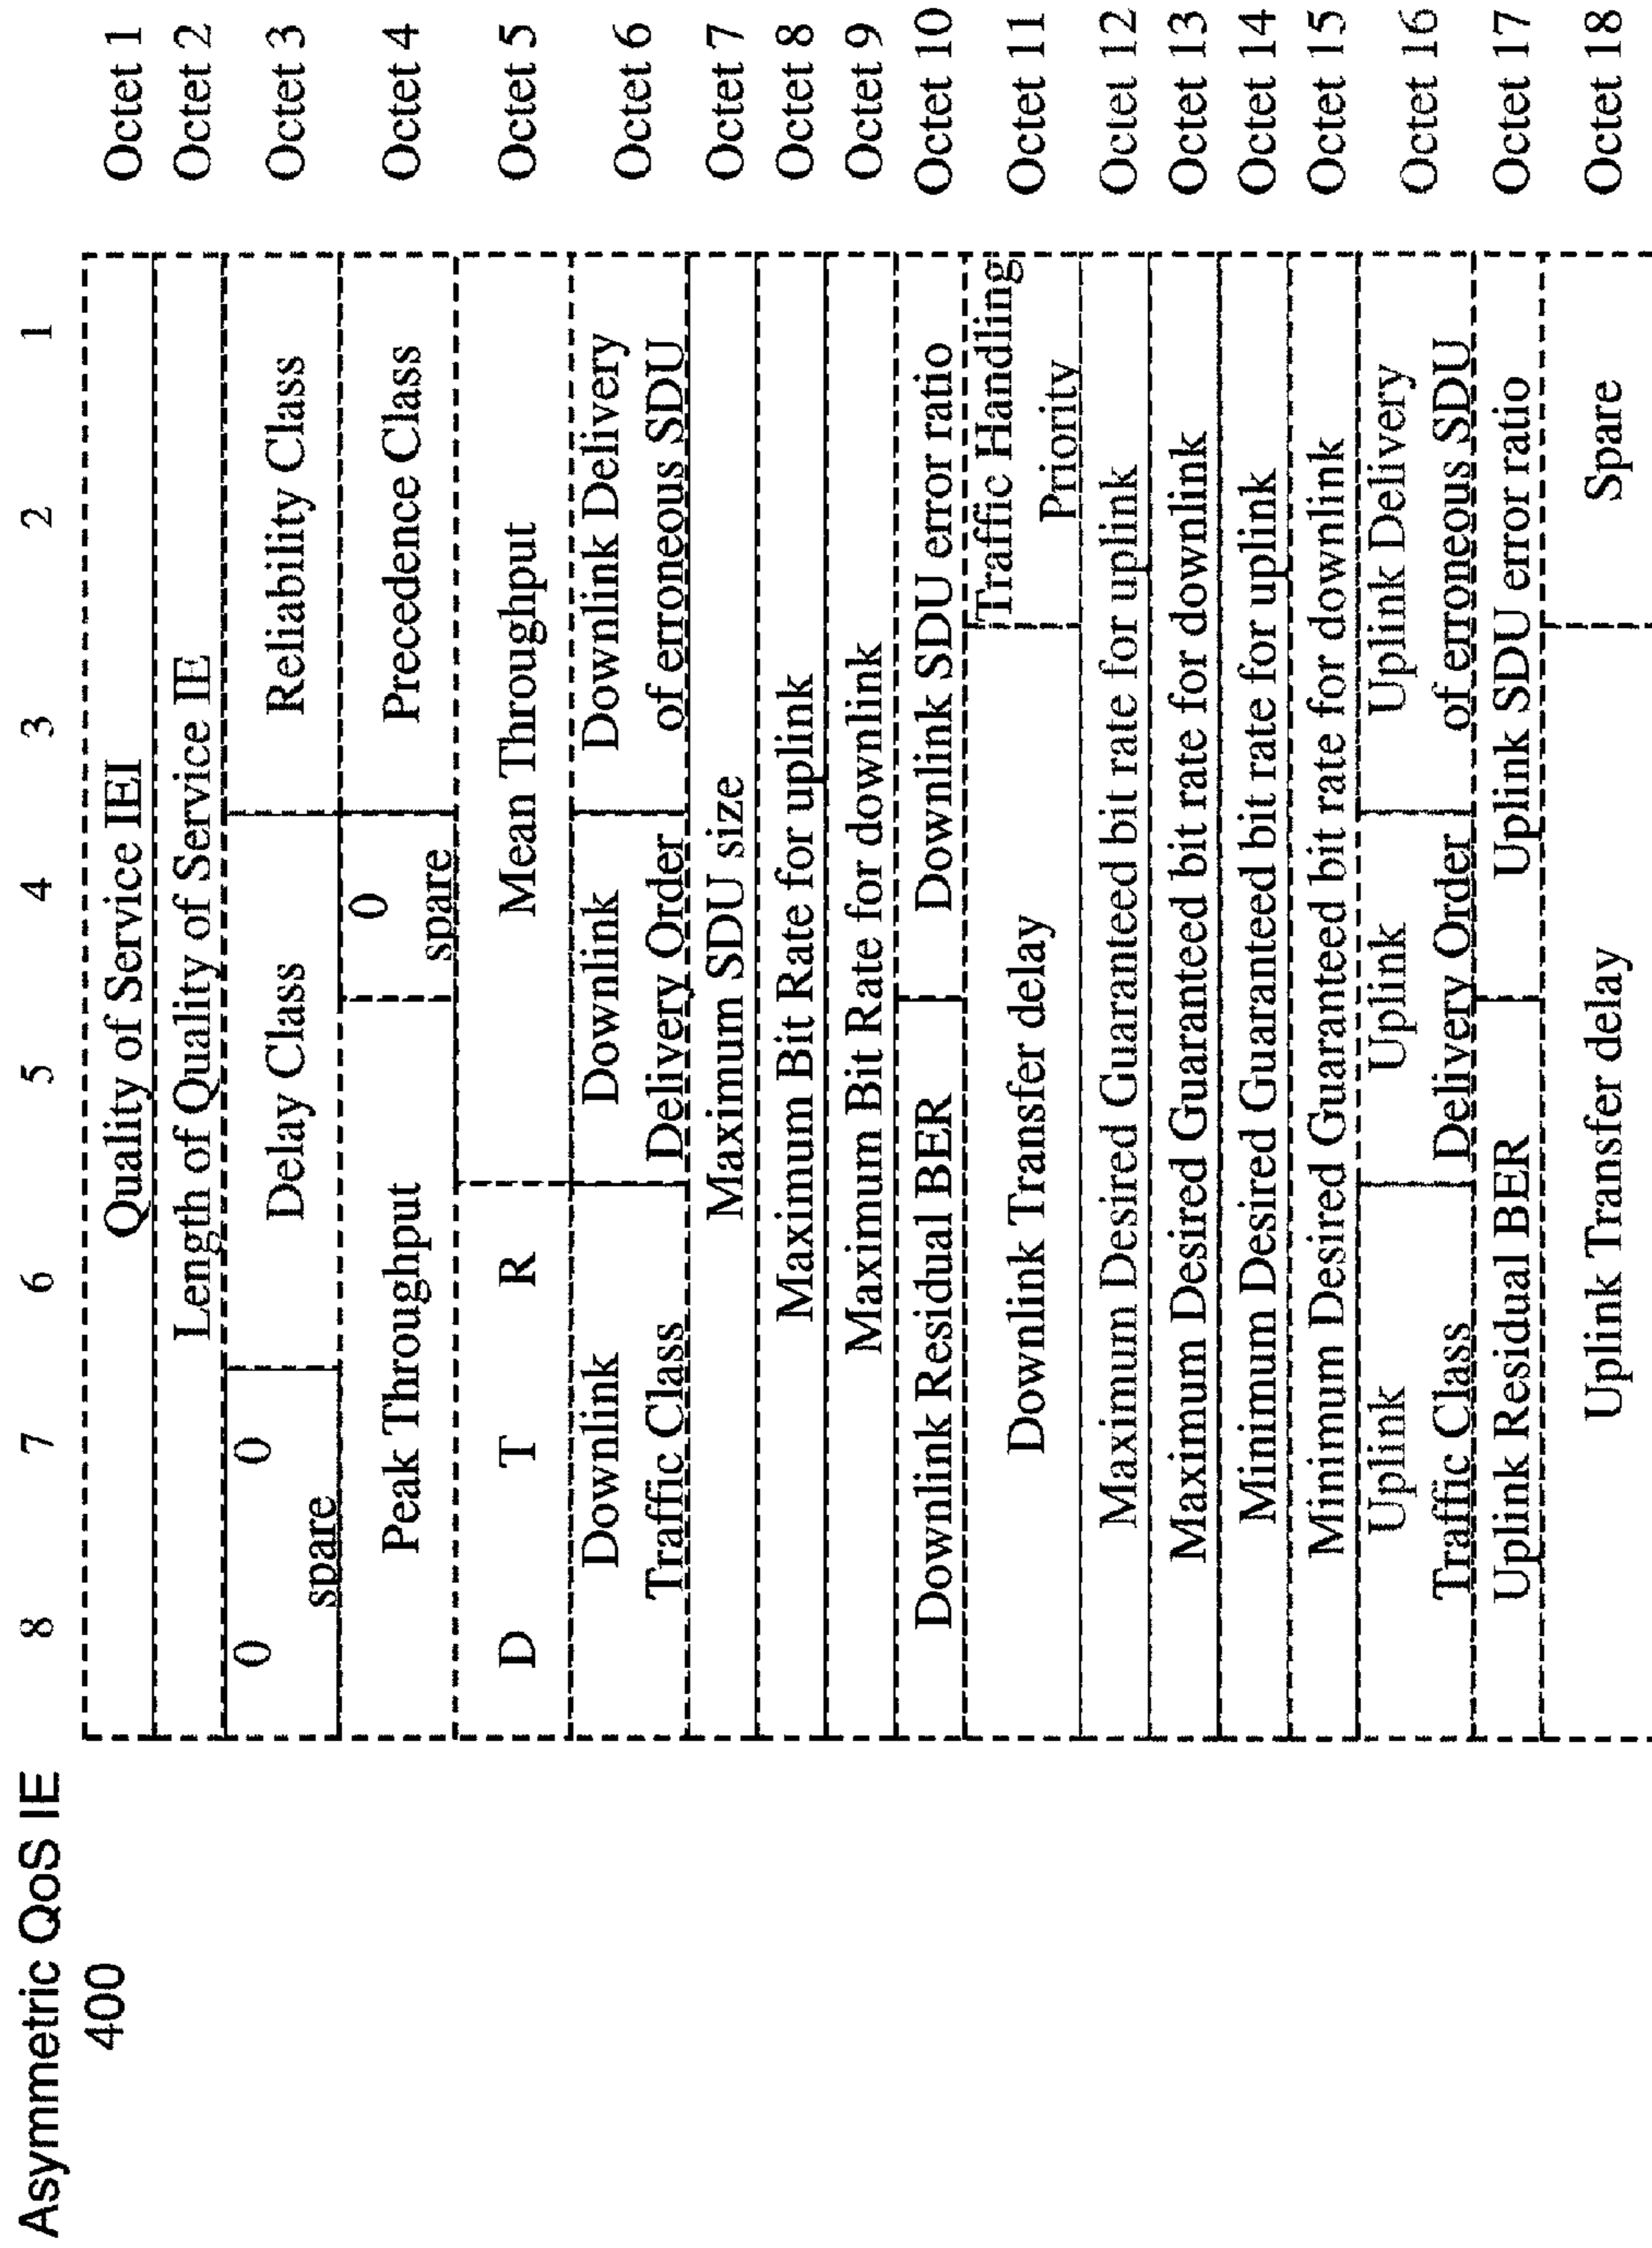 Asymmetric QoS IE
400
8 7 6 5 4 3 2 1
Quality of Service IEI Octet 1
Length of Quality of Service IE Octet 2
0 0 Delay Class Reliability Class Octet 3
spare
Peak Throughput 0 Precedence Class Octet 4
spare
D T R Mean Throughput Octet 5
Downlink Downlink Downlink Delivery Octet 6
Traffic Class Delivery Order of erroneous SDU
Maximum SDU size Octet 7
Maximum Bit Rate for uplink Octet 8
Maximum Bit Rate for downlink Octet 9
Downlink Residual BER Downlink SDU error ratio Octet 10
Downlink Transfer delay Traffic Handling Octet 11
Priority
Maximum Desired Guaranteed bit rate for uplink Octet 12
Maximum Desired Guaranteed bit rate for downlink Octet 13
Minimum Desired Guaranteed bit rate for uplink Octet 14
Minimum Desired Guaranteed bit rate for downlink Octet 15
Uplink Uplink Uplink Delivery Octet 16
Traffic Class Delivery Order of erroneous SDU
Uplink Residual BER Uplink SDU error ratio Octet 17
Uplink Transfer delay Spare Octet 18